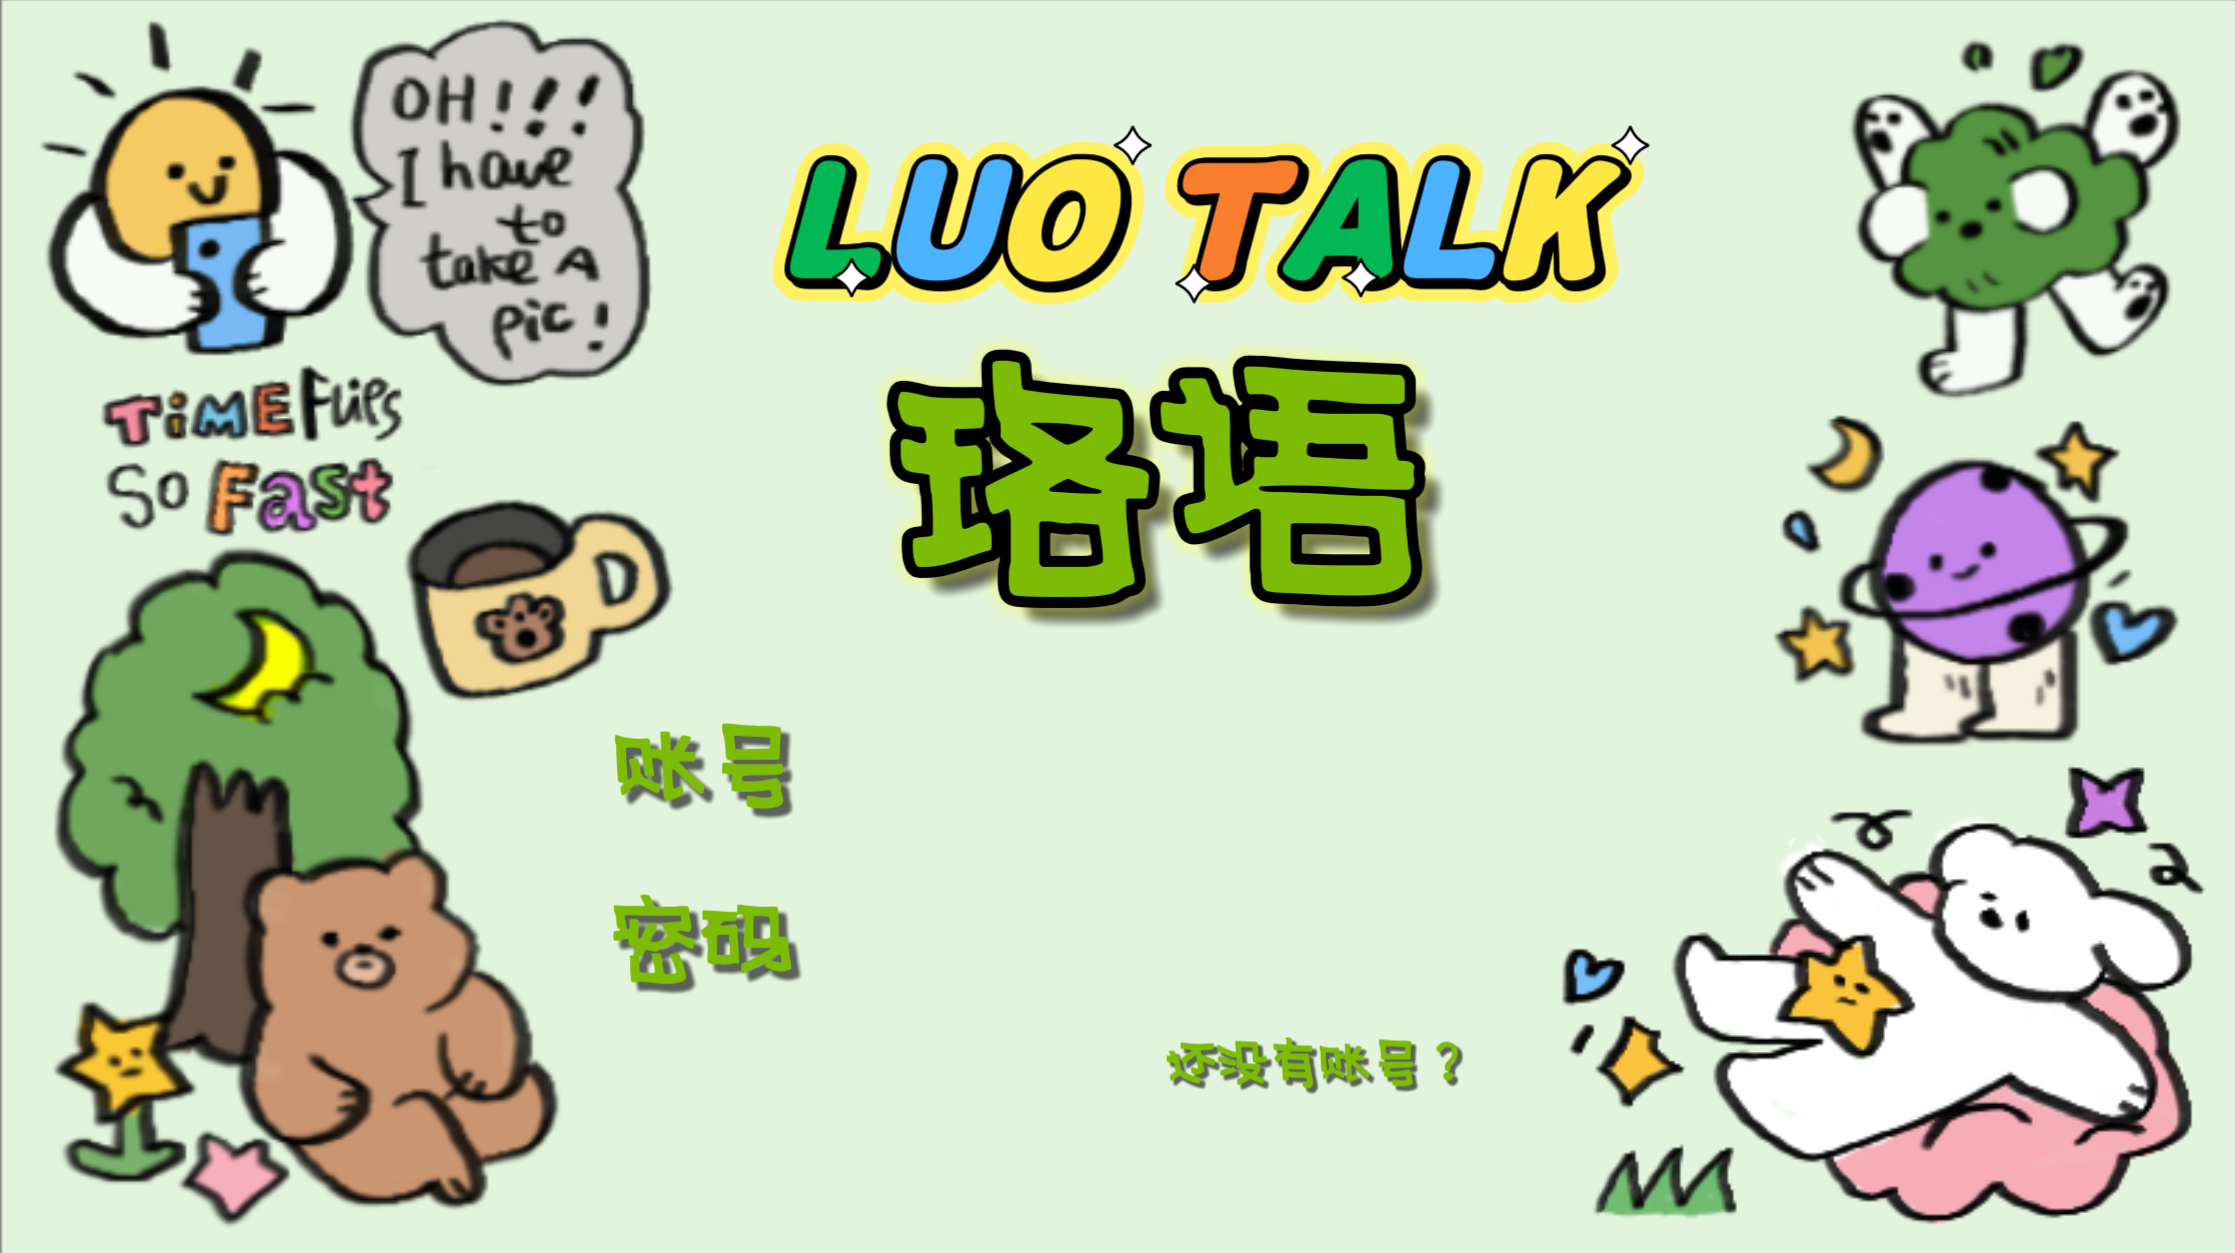 OH!!!
I have
to
take A
pic!
TiME Flies
So Fast
LUO TALK
珞语
账号
密码
还没有账号？